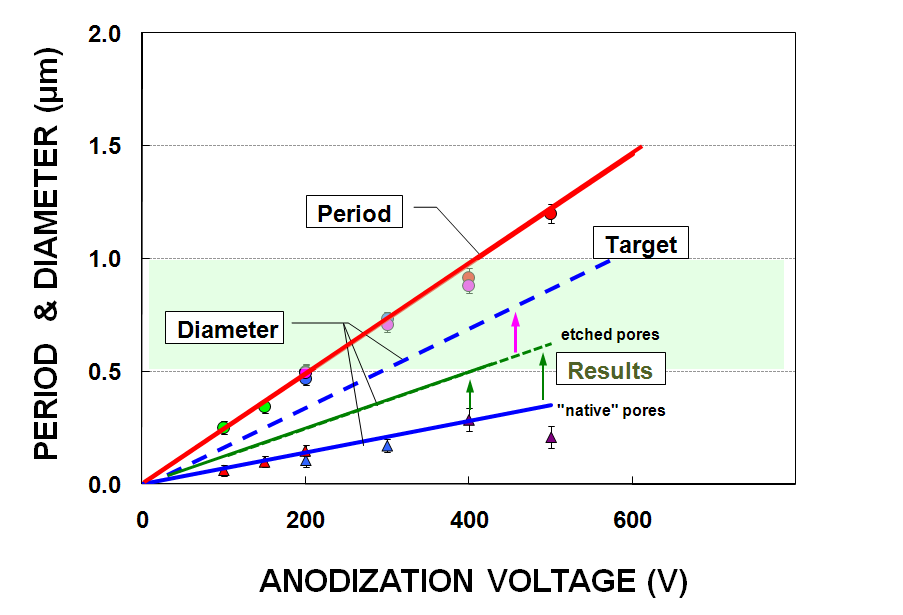 2.0
1.5
1.0
0.5
0.0
0
200
400
600
PERIOD & DIAMETER (µm)
ANODIZATION VOLTAGE (V)
Period
Target
Diameter
etched pores
Results
"native" pores